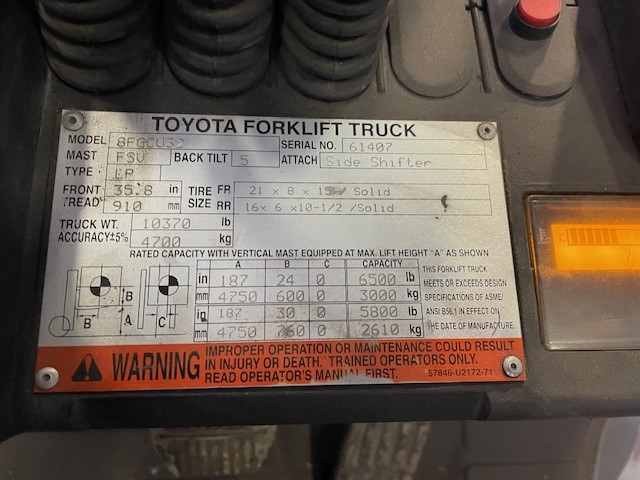 TOYOTA FORKLIFT TRUCK
MODEL 8FGCU32 SERIAL NO. 61407
MAST FSV BACK TILT 5 ATTACH Side Shifter
TYPE LP
FRONT TREAD 35.8 in 910 mm
TIRE SIZE FR 21 x 8 x 15 / Solid
RR 16x 6 x10-1/2 /Solid
TRUCK WT. 10370 lb
ACCURACY±5% 4700 kg
RATED CAPACITY WITH VERTICAL MAST EQUIPPED AT MAX. LIFT HEIGHT "A" AS SHOWN
A B C CAPACITY
in 187 24 0 6500 lb
mm 4750 600 0 3000 kg
in 187 30 0 5800 lb
mm 4750 760 0 2610 kg
B
B A C
THIS FORKLIFT TRUCK
MEETS OR EXCEEDS DESIGN
SPECIFICATIONS OF ASME/
ANSI B56.1 IN EFFECT ON
THE DATE OF MANUFACTURE.
WARNING
IMPROPER OPERATION OR MAINTENANCE COULD RESULT
IN INJURY OR DEATH. TRAINED OPERATORS ONLY.
READ OPERATOR'S MANUAL FIRST.
57846-U2172-71